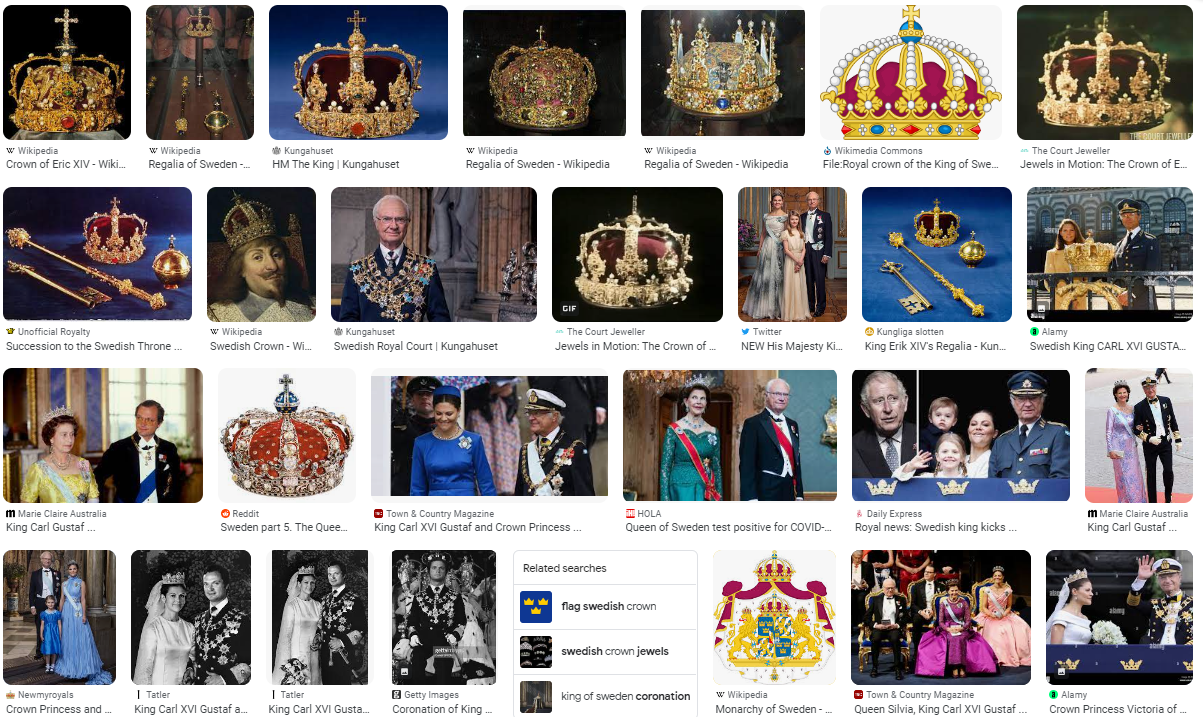 THE COURT JEWELLER
Wikipedia
Crown of Eric XIV - Wiki...
Wikipedia
Regalia of Sweden -...
Kungahuset
HM The King | Kungahuset
Wikipedia
Regalia of Sweden - Wikipedia
Wikipedia
Regalia of Sweden - Wikipedia
Wikimedia Commons
File:Royal crown of the King of Swe...
The Court Jeweller
Jewels in Motion: The Crown of E...
GIF
alamy
Unofficial Royalty
Succession to the Swedish Throne ...
Wikipedia
Swedish Crown - Wi...
Kungahuset
Swedish Royal Court | Kungahuset
The Court Jeweller
Jewels in Motion: The Crown of ...
Twitter
NEW His Majesty Ki...
Kungliga slotten
King Erik XIV's Regalia - Kun...
Alamy
Swedish King CARL XVI GUSTA...
Marie Claire Australia
King Carl Gustaf ...
Reddit
Sweden part 5. The Quee...
Town & Country Magazine
King Carl XVI Gustaf and Crown Princess ...
HOLA
Queen of Sweden test positive for COVID-...
Daily Express
Royal news: Swedish king kicks ...
Marie Claire Australia
King Carl Gustaf ...
Related searches
flag swedish crown
swedish crown jewels
king of sweden coronation
gettyimages
alamy
Newmyroyals
Crown Princess and ...
Tatler
King Carl XVI Gustaf a...
Tatler
King Carl XVI Gusta...
Getty Images
Coronation of King ...
Wikipedia
Monarchy of Sweden - ...
Town & Country Magazine
Queen Silvia, King Carl XVI Gustaf ...
Alamy
Crown Princess Victoria of ...